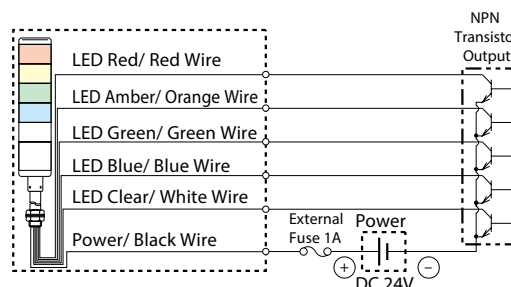 NPN
Transisto
Output
LED Red/ Red Wire
LED Amber/ Orange Wire
LED Green/ Green Wire
LED Blue/ Blue Wire
LED Clear/ White Wire
Power/ Black Wire
External
Fuse 1A
Power
+
−
DC 24V